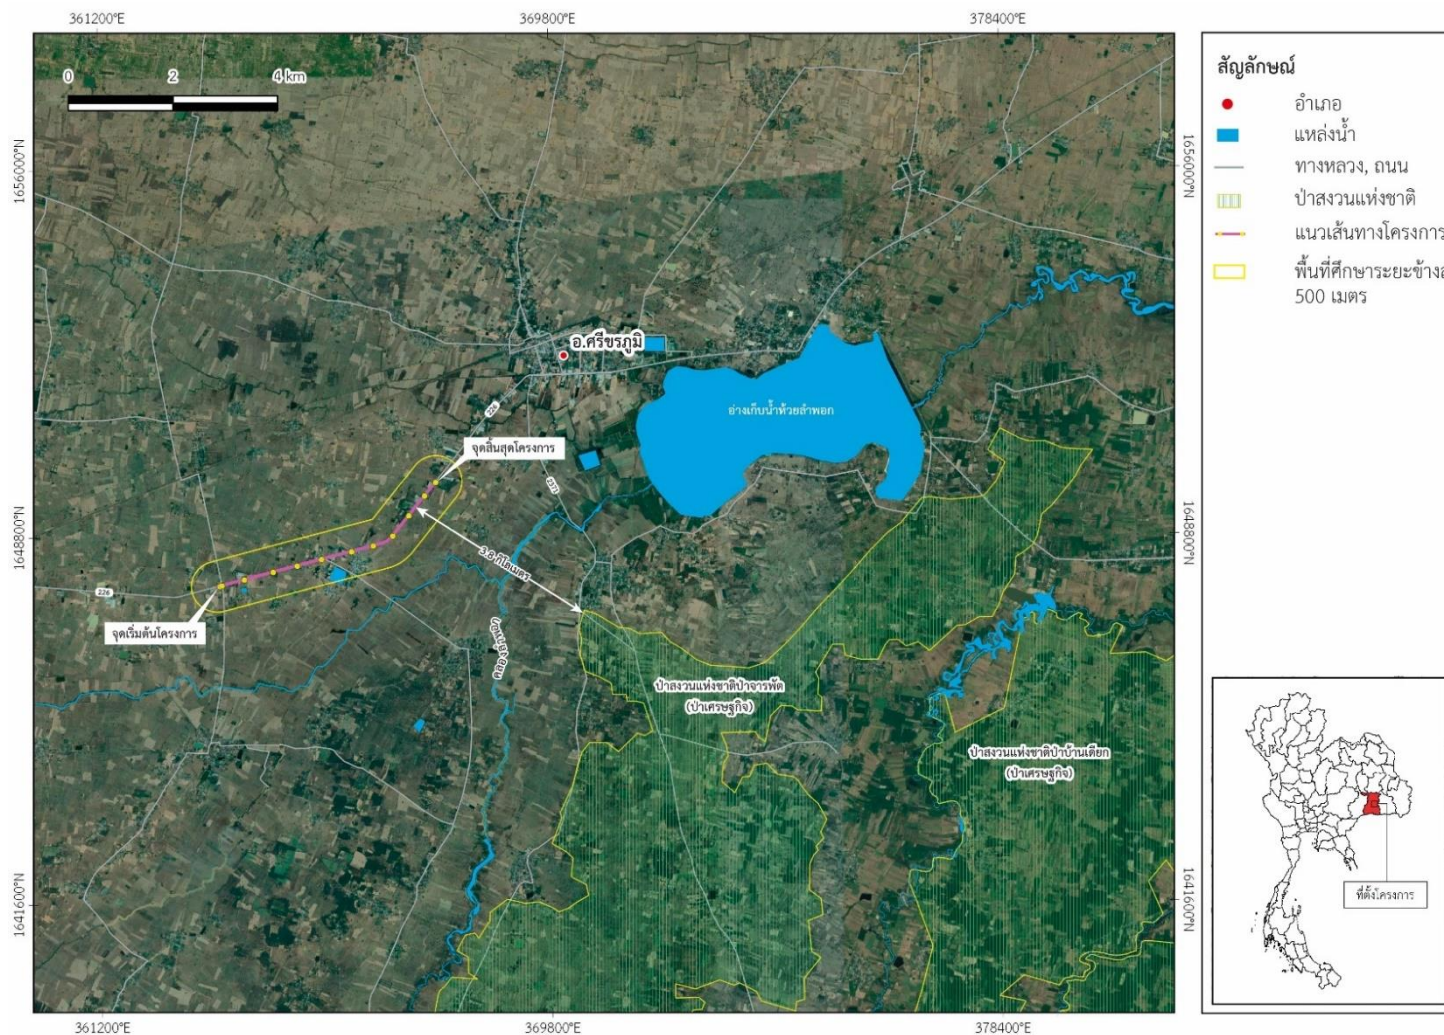 361200°E
369800°E
378400°E
0 2 4 km
1656000°N
1656000°N
อ.ศรีขรภูมิ
อ่างเก็บน้ำห้วยลำพอก
226
จุดสิ้นสุดโครงการ
2371
1648800°N
1648800°N
3.8 กิโลเมตร
226
จุดเริ่มต้นโครงการ
ป่าสงวนแห่งชาติป่าจารพัต
(ป่าเศรษฐกิจ)
ป่าสงวนแห่งชาติป่าบ้านเดียก
(ป่าเศรษฐกิจ)
1641600°N
1641600°N
361200°E
369800°E
378400°E
สัญลักษณ์
อำเภอ
แหล่งน้ำ
ทางหลวง, ถนน
ป่าสงวนแห่งชาติ
แนวเส้นทางโครงการ
พื้นที่ศึกษาระยะข้างล
500 เมตร
ที่ตั้งโครงการ